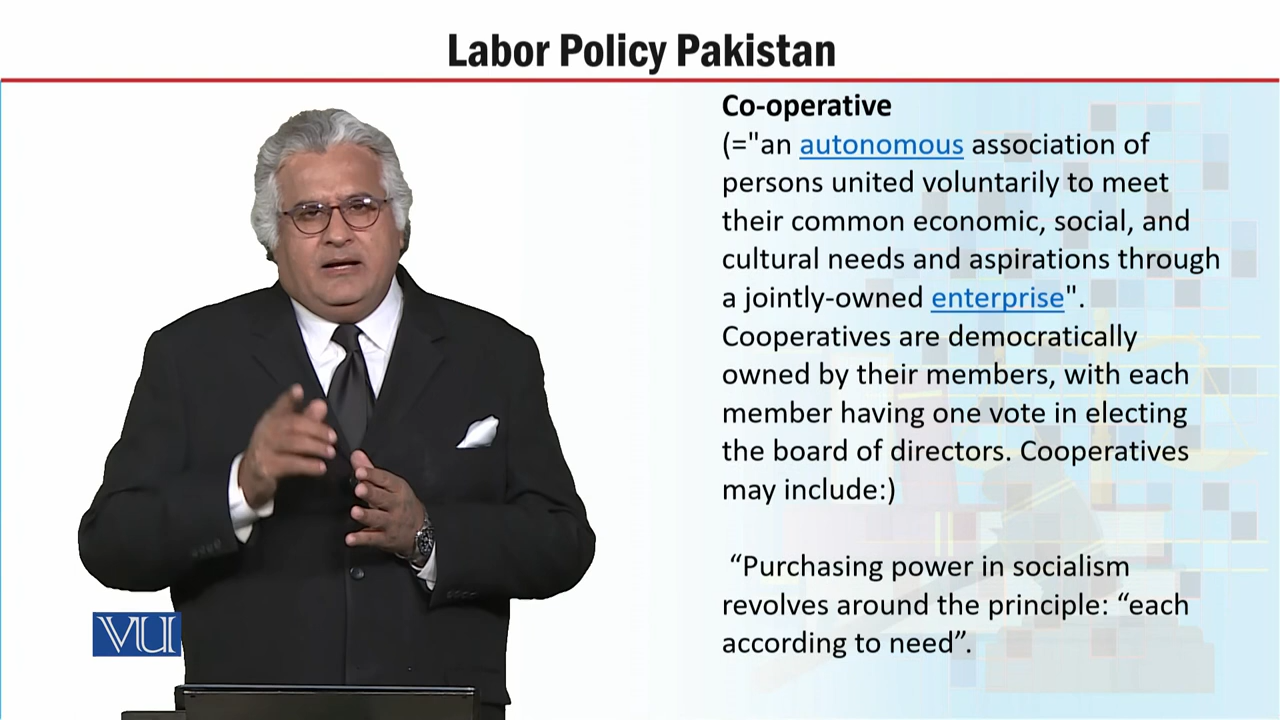 Labor Policy Pakistan
Co-operative
(="an autonomous association of
persons united voluntarily to meet
their common economic, social, and
cultural needs and aspirations through
a jointly-owned enterprise".
Cooperatives are democratically
owned by their members, with each
member having one vote in electing
the board of directors. Cooperatives
may include:)
“Purchasing power in socialism
revolves around the principle: “each
according to need”.
VU